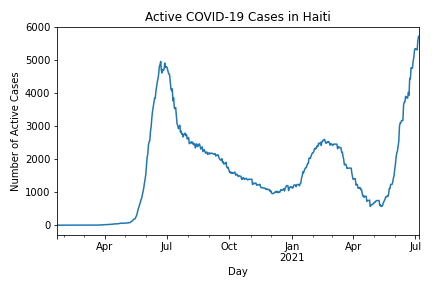 Active COVID-19 Cases in Haiti
Number of Active Cases
6000
5000
4000
3000
2000
1000
0
Apr Jul Oct Jan Apr Jul
2021
Day